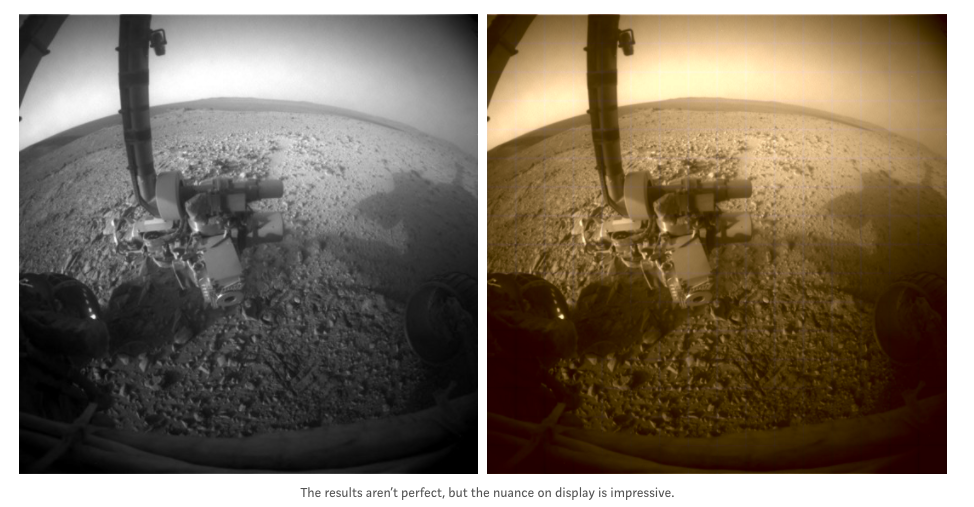 The results aren't perfect, but the nuance on display is impressive.